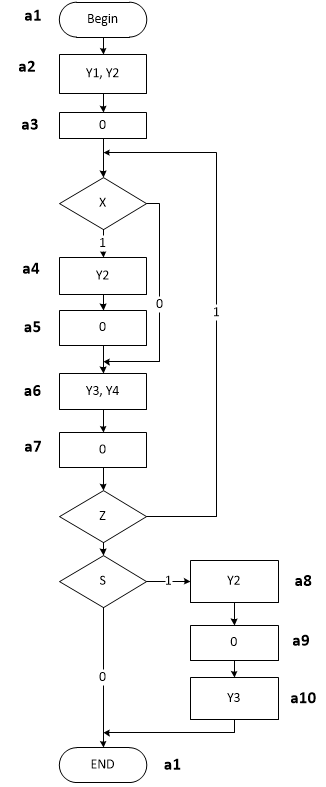 a1 Begin
a2 Y1, Y2
a3 0
X
1
a4 Y2
a5 0
0
1
a6 Y3, Y4
a7 0
Z
S 1 Y2 a8
0 a9
0
Y3 a10
END a1